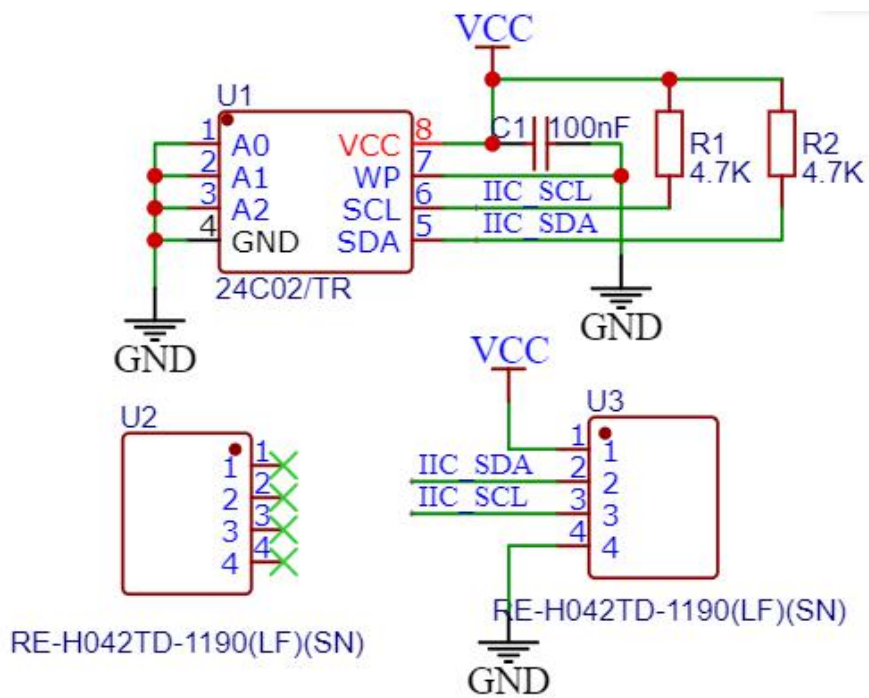 VCC
U1
1 A0 VCC 8 C1 100nF R1 R2
2 A1 WP 7 4.7K 4.7K
3 A2 SCL 6 IIC_SCL
4 GND SDA 5 IIC_SDA
24C02/TR
GND GND
VCC
U2 U3
1 1 1 1
2 2 IIC_SDA 2 2
3 3 IIC_SCL 3 3
4 4 4 4
RE-H042TD-1190(LF)(SN)
RE-H042TD-1190(LF)(SN)
GND